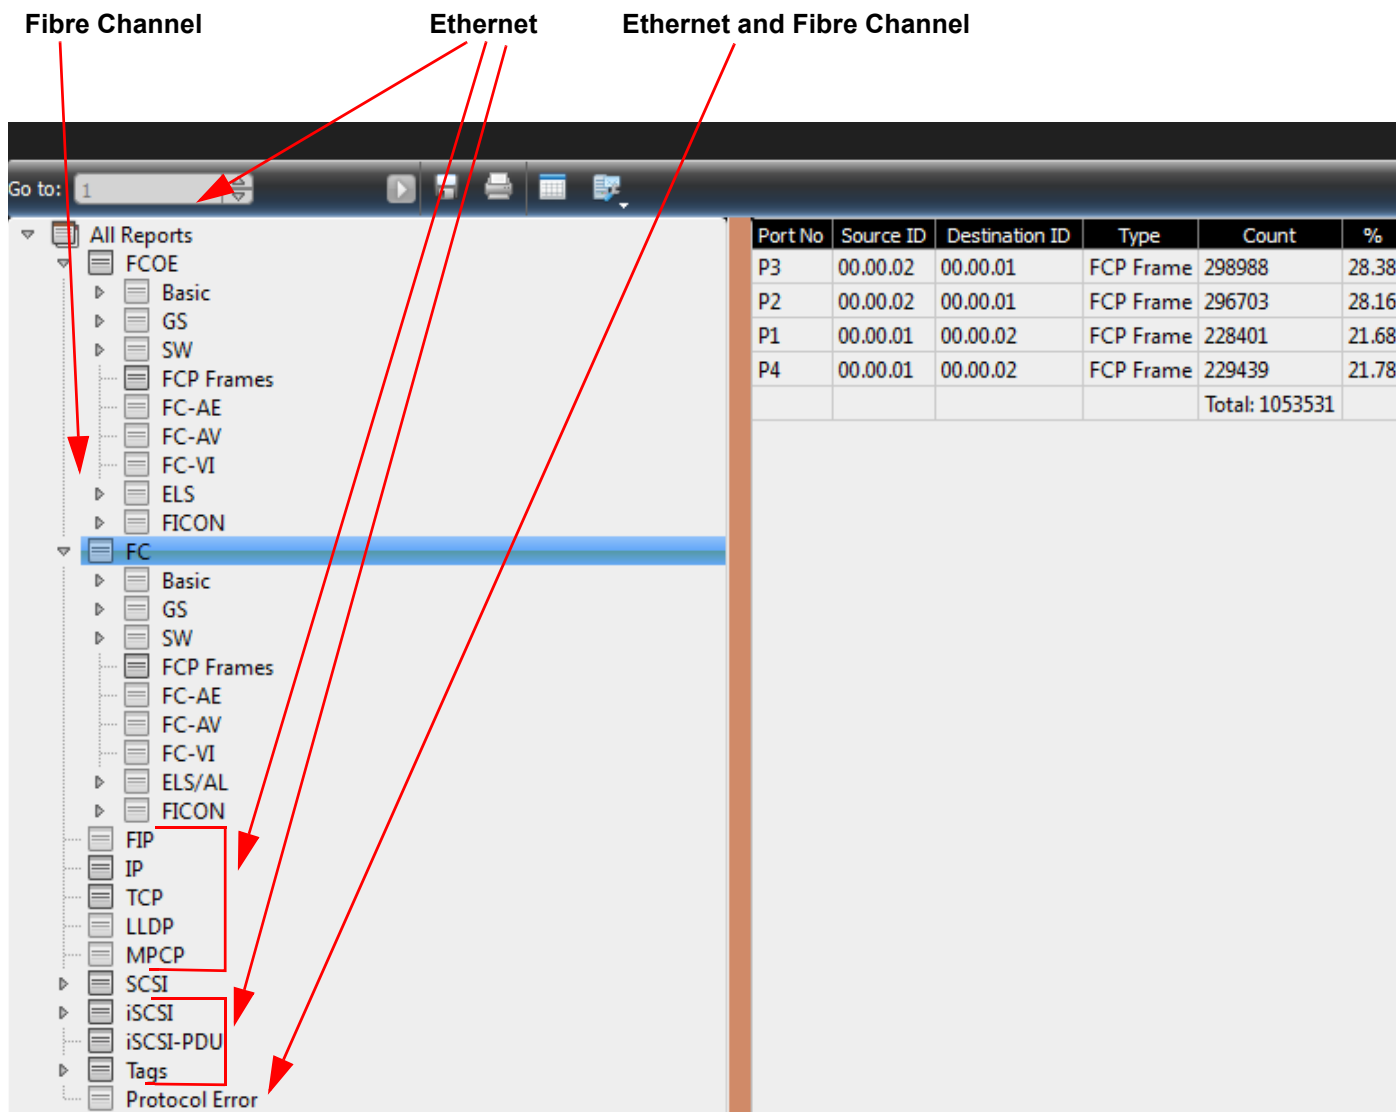 Fibre Channel Ethernet Ethernet and Fibre Channel
Go to: 1
All Reports
FCOE
Basic
GS
SW
FCP Frames
FC-AE
FC-AV
FC-VI
ELS
FICON
FC
Basic
GS
SW
FCP Frames
FC-AE
FC-AV
FC-VI
ELS/AL
FICON
FIP
IP
TCP
LLDP
MPCP
SCSI
iSCSI
iSCSI-PDU
Tags
Protocol Error
Port No Source ID Destination ID Type Count %
P3 00.00.02 00.00.01 FCP Frame 298988 28.38
P2 00.00.02 00.00.01 FCP Frame 296703 28.16
P1 00.00.01 00.00.02 FCP Frame 228401 21.68
P4 00.00.01 00.00.02 FCP Frame 229439 21.78
Total: 1053531